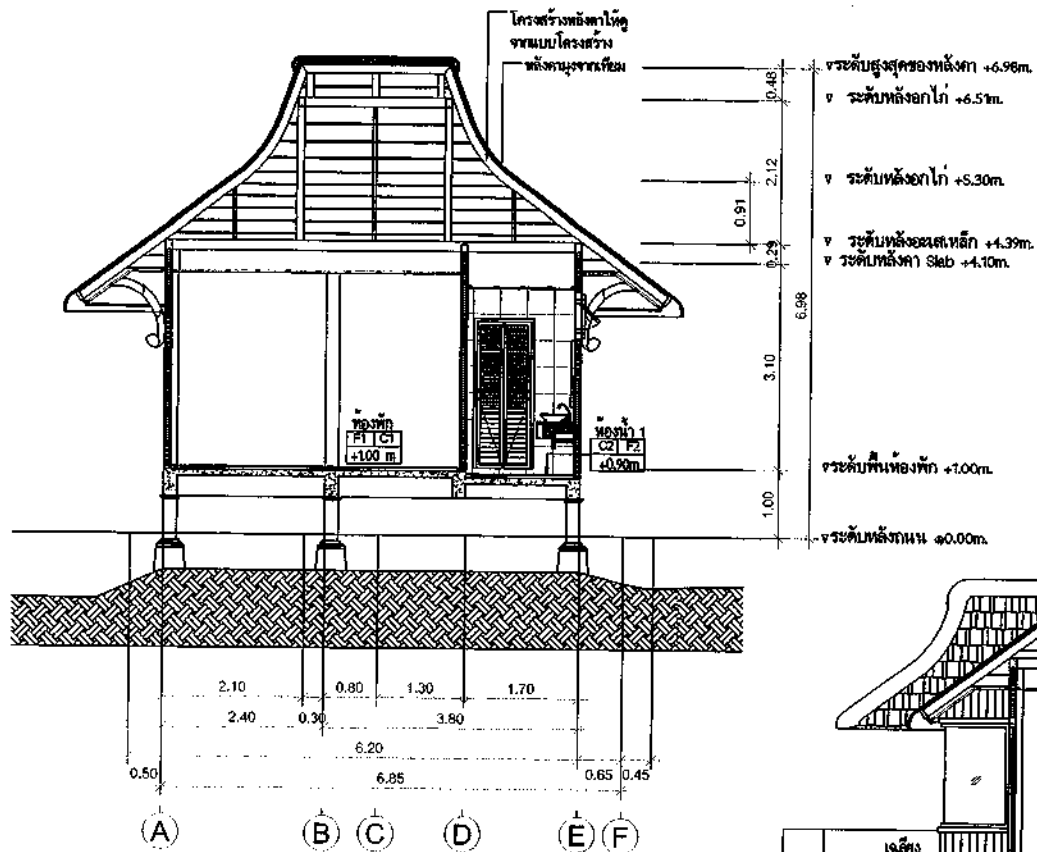 โครงสร้างหลังคาให้ดู
จากแบบโครงสร้าง
หลังคามุงจากเทียม
ระดับสูงสุดของหลังคา +6.98m.
0.48
ระดับหลังอกไก่ +6.51m.
2.12
ระดับหลังอกไก่ +5.30m.
0.91
ระดับหลังอะเสเหล็ก +4.39m.
0.29
ระดับหลังคา Slab +4.10m.
6.98
3.10
ห้องพัก
F1 C1
+1.00 m
ห้องน้ำ 1
C2 F2
+0.90m
ระดับพื้นห้องพัก +1.00m.
1.00
ระดับหลังถนน ±0.00m.
2.10 0.80 1.30 1.70
2.40 0.30 3.80
6.20
0.50 6.85 0.65 0.45
A B C D E F
เฉลียง